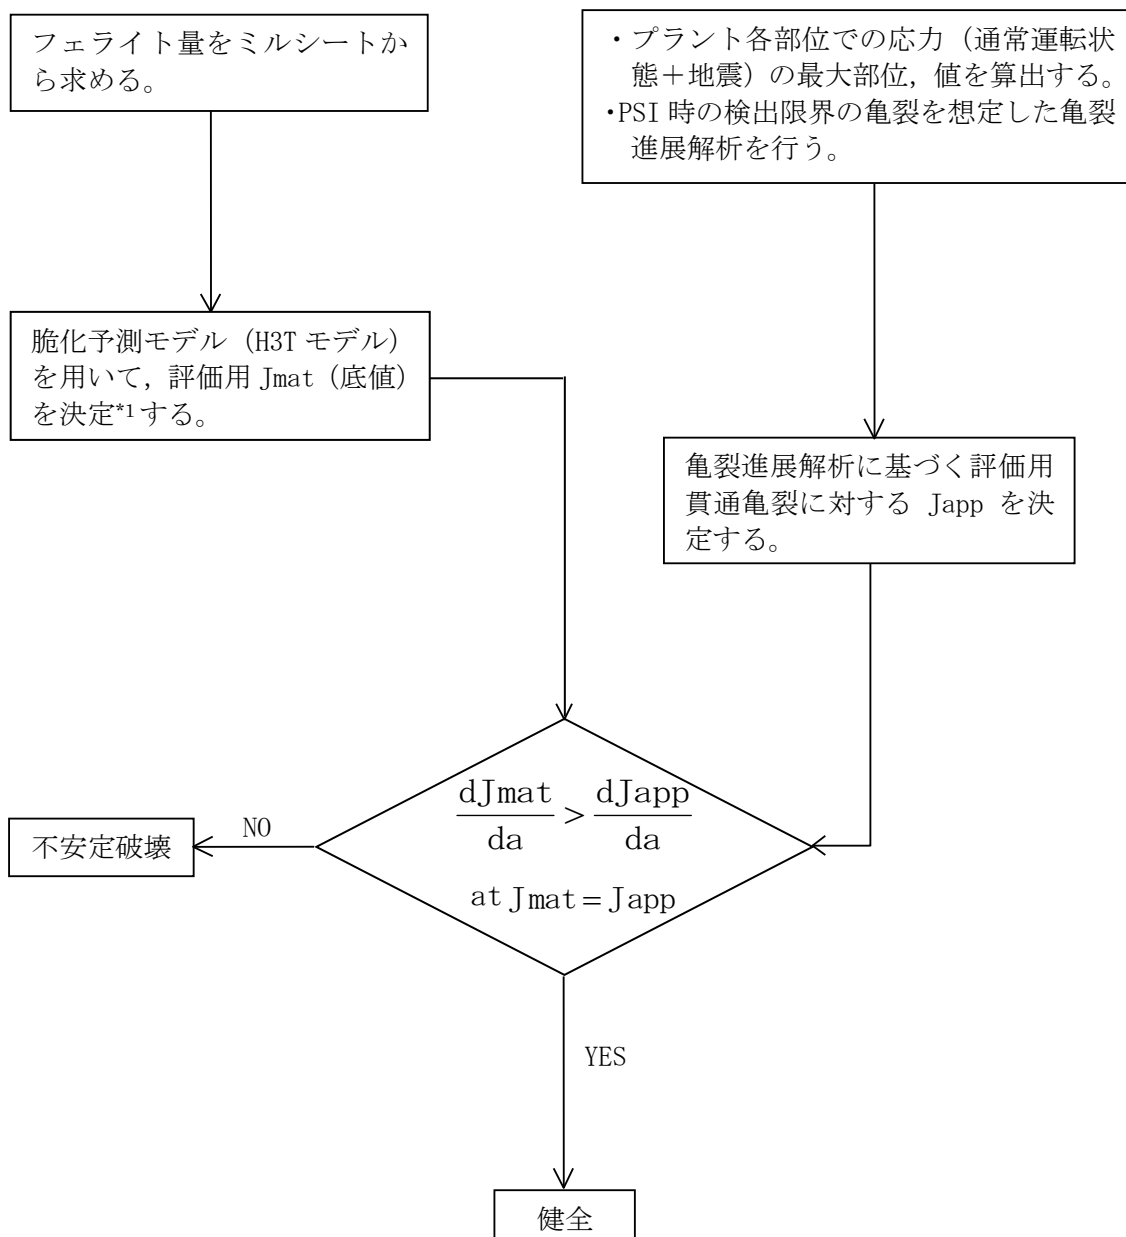 フェライト量をミルシートか
ら求める。
・プラント各部位での応力（通常運転状
態＋地震）の最大部位，値を算出する。
・PSI 時の検出限界の亀裂を想定した亀裂
進展解析を行う。
脆化予測モデル（H3T モデル）
を用いて，評価用 Jmat（底値）
を決定*1する。
亀裂進展解析に基づく評価用
貫通亀裂に対する Japp を決
定する。
dJmat/da > dJapp/da
at Jmat = Japp
NO
不安定破壊
YES
健全